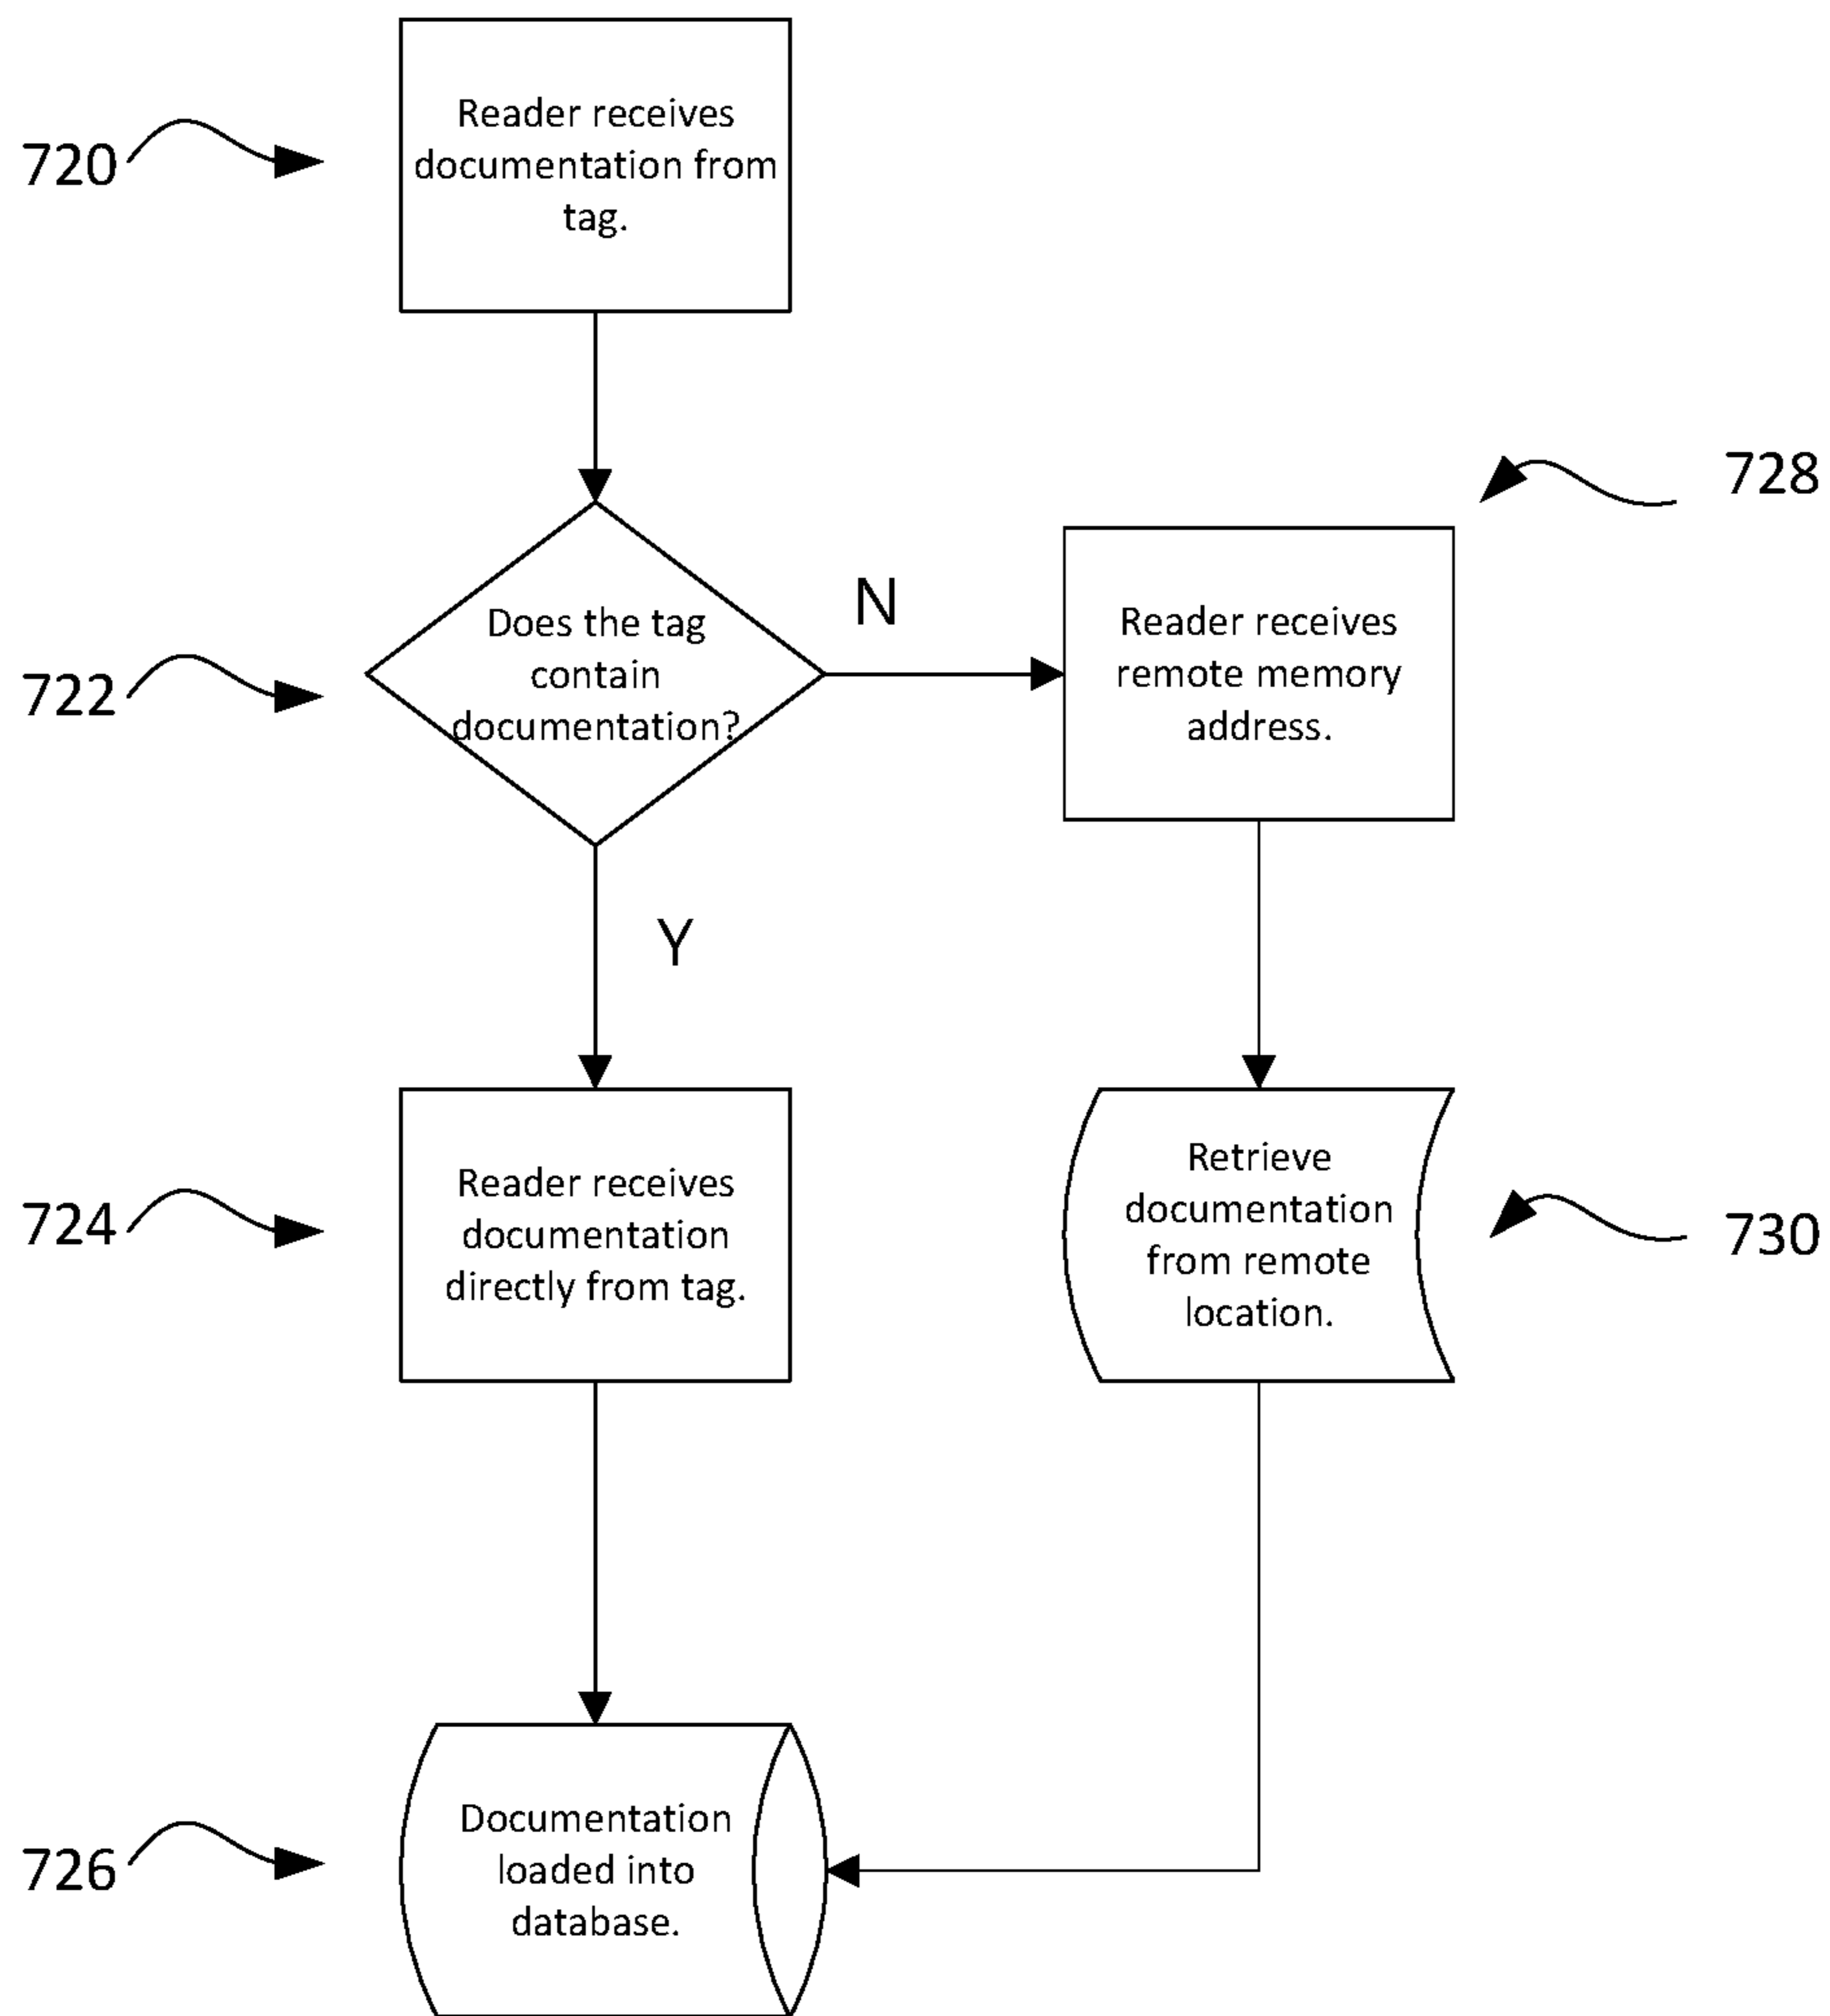 720
Reader receives
documentation from
tag.
728
N
Does the tag
contain
documentation?
722
Reader receives
remote memory
address.
Y
724
Reader receives
documentation
directly from tag.
Retrieve
documentation
from remote
location.
730
726
Documentation
loaded into
database.